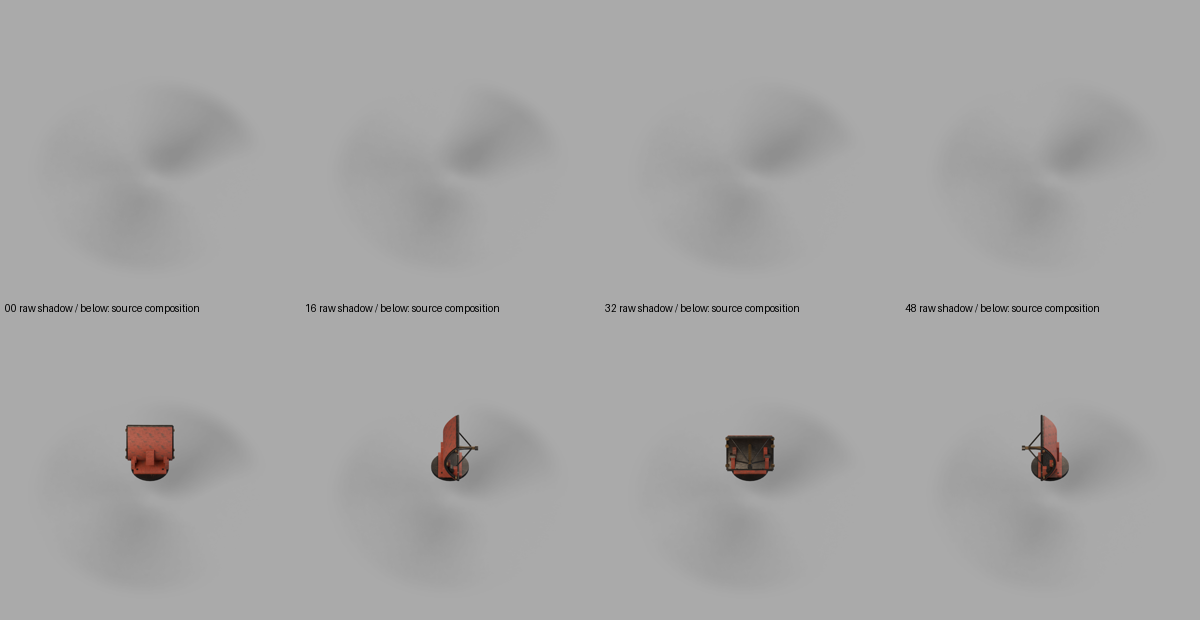 00 raw shadow / below: source composition
16 raw shadow / below: source composition
32 raw shadow / below: source composition
48 raw shadow / below: source composition